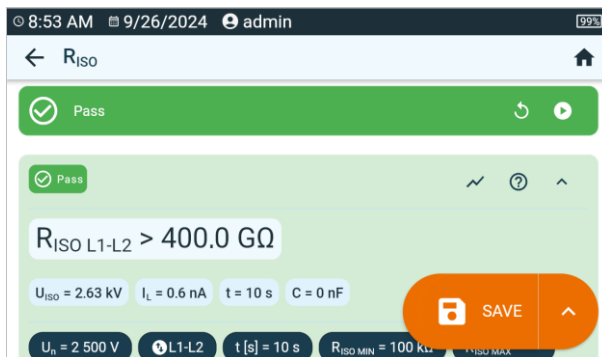 8:53 AM 9/26/2024 admin 99%
RISO
Pass
Pass
RISO L1-L2 > 400.0 GΩ
UISO = 2.63 kV IL = 0.6 nA t = 10 s C = 0 nF
SAVE
Un = 2 500 V L1-L2 t [s] = 10 s RISO MIN = 100 kΩ RISO MAX